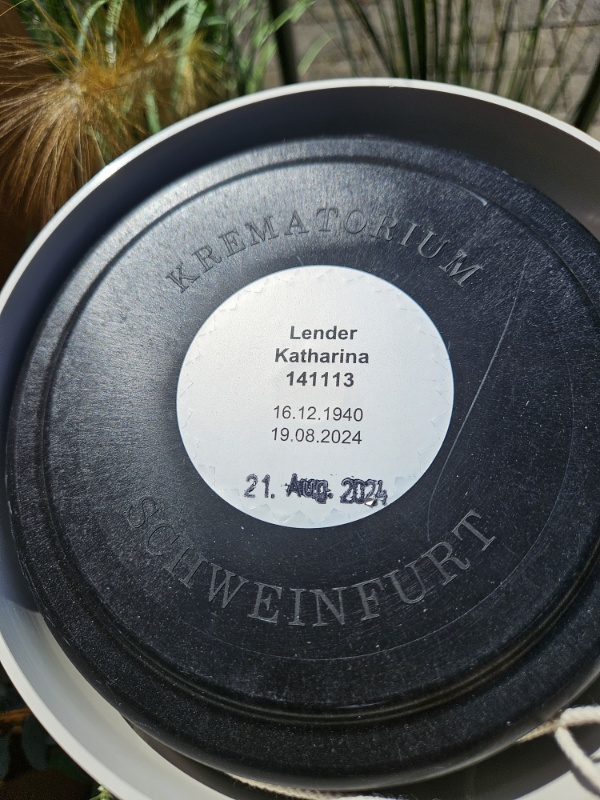 KREMATORIUM
Lender
Katharina
141113
16.12.1940
19.08.2024
21. Aug. 2024
SCHWEINFURT